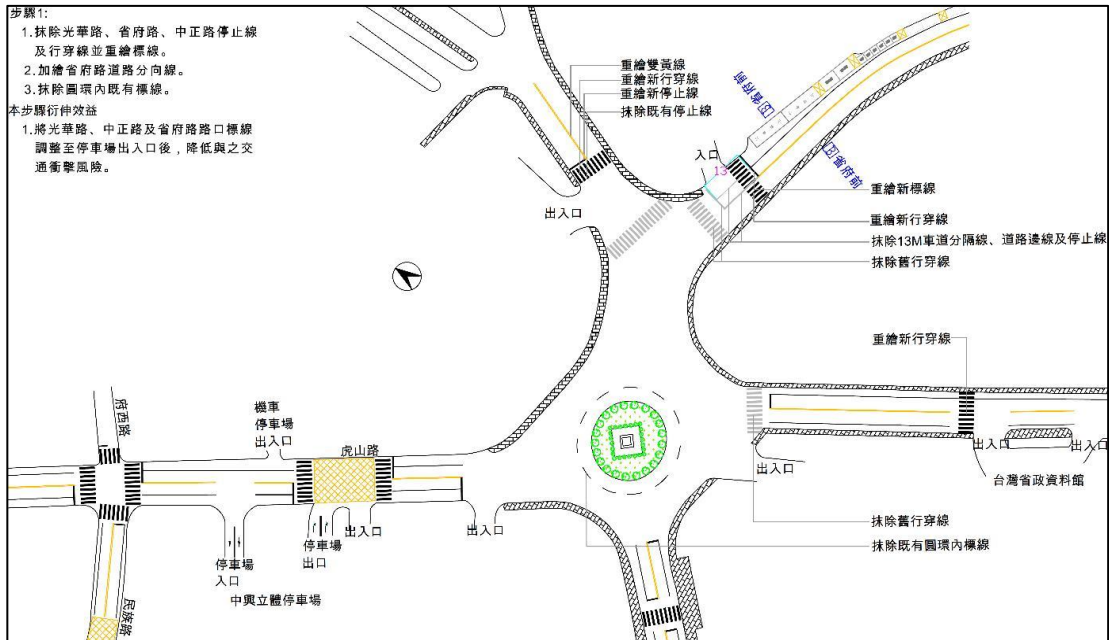 步驟1:
1.抹除光華路、省府路、中正路停止線
及行穿線並重繪標線。
2.加繪省府路道路分向線。
3.抹除圓環內既有標線。
本步驟衍伸效益
1.將光華路、中正路及省府路路口標線
調整至停車場出入口後，降低與之交
通衝擊風險。
重繪雙黃線
重繪新行穿線
重繪新停止線
抹除既有停止線
省府前
省府前
入口
13
重繪新標線
出入口
重繪新行穿線
抹除13M車道分隔線、道路邊線及停止線
抹除舊行穿線
重繪新行穿線
府西路
機車
停車場
出入口
虎山路
出入口
出入口
出入口
台灣省政資料館
停車場
入口
停車場
出口
出入口
出入口
抹除舊行穿線
抹除既有圓環內標線
中興立體停車場
民族路